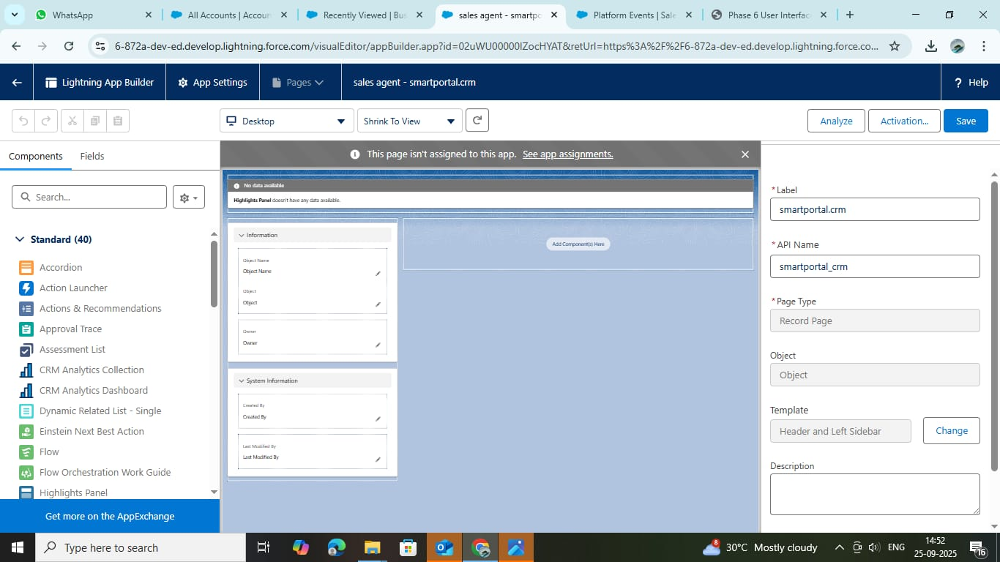 WhatsApp
All Accounts | Accoun
Recently Viewed | Bus
sales agent - smartpo
Platform Events | Sale
Phase 6 User Interfac
6-872a-dev-ed.develop.lightning.force.com/visualEditor/appBuilder.app?id=02uWU00000IZocHYAT&retUrl=https%3A%2F%2F6-872a-dev-ed.develop.lightning.force.co...
Lightning App Builder
App Settings
Pages
sales agent - smartportal.crm
? Help
Desktop
Shrink To View
Analyze
Activation...
Save
Components
Fields
This page isn't assigned to this app. See app assignments.
Search...
Standard (40)
Accordion
Action Launcher
Actions & Recommendations
Approval Trace
Assessment List
CRM Analytics Collection
CRM Analytics Dashboard
Dynamic Related List - Single
Einstein Next Best Action
Flow
Flow Orchestration Work Guide
Highlights Panel
Get more on the AppExchange
No data available
Highlights Panel doesn't have any data available.
Information
Object Name
Object Name
Object
Object
Owner
Owner
System Information
Created By
Created By
Last Modified By
Last Modified By
Add Component(s) Here
*Label
smartportal.crm
*API Name
smartportal_crm
*Page Type
Record Page
Object
Object
Template
Header and Left Sidebar
Change
Description
Type here to search
8
30°C Mostly cloudy
ENG
14:52
25-09-2025
16